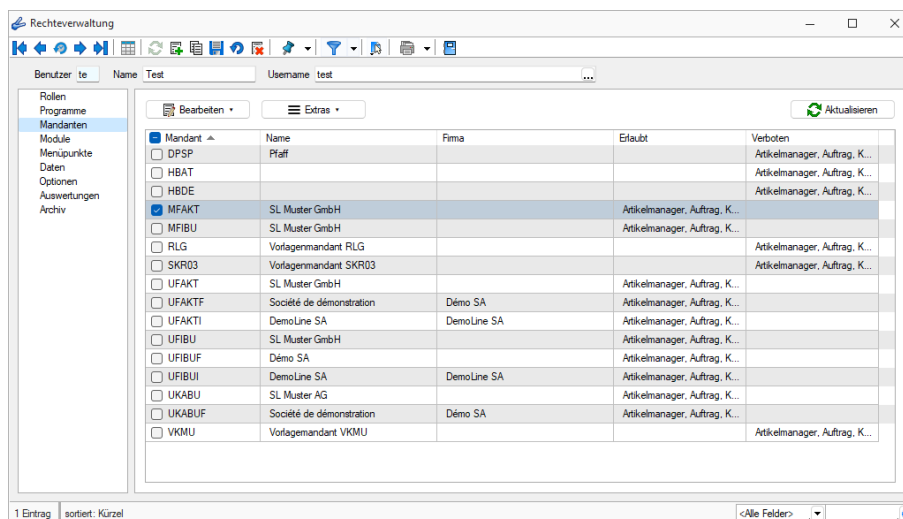 Rechteverwaltung
Benutzer te Name Test Username test ...
Rollen
Programme
Mandanten
Module
Menüpunkte
Daten
Optionen
Auswertungen
Archiv
Bearbeiten Extras Aktualisieren
Mandant Name Firma Erlaubt Verboten
DPSP Pfaff Artikelmanager, Auftrag, K...
HBAT Artikelmanager, Auftrag, K...
HBDE Artikelmanager, Auftrag, K...
MFAKT SL Muster GmbH Artikelmanager, Auftrag, K...
MFIBU SL Muster GmbH Artikelmanager, Auftrag, K...
RLG Vorlagenmandant RLG Artikelmanager, Auftrag, K...
SKR03 Vorlagenmandant SKR03 Artikelmanager, Auftrag, K...
UFAKT SL Muster GmbH Artikelmanager, Auftrag, K...
UFAKTF Société de démonstration Démo SA Artikelmanager, Auftrag, K...
UFAKTI DemoLine SA DemoLine SA Artikelmanager, Auftrag, K...
UFIBU SL Muster GmbH Artikelmanager, Auftrag, K...
UFIBUF Démo SA Artikelmanager, Auftrag, K...
UFIBUI DemoLine SA DemoLine SA Artikelmanager, Auftrag, K...
UKABU SL Muster AG Artikelmanager, Auftrag, K...
UKABUF Société de démonstration Démo SA Artikelmanager, Auftrag, K...
VKMU Vorlagemandant VKMU Artikelmanager, Auftrag, K...
1 Eintrag sortiert: Kürzel <Alle Felder>